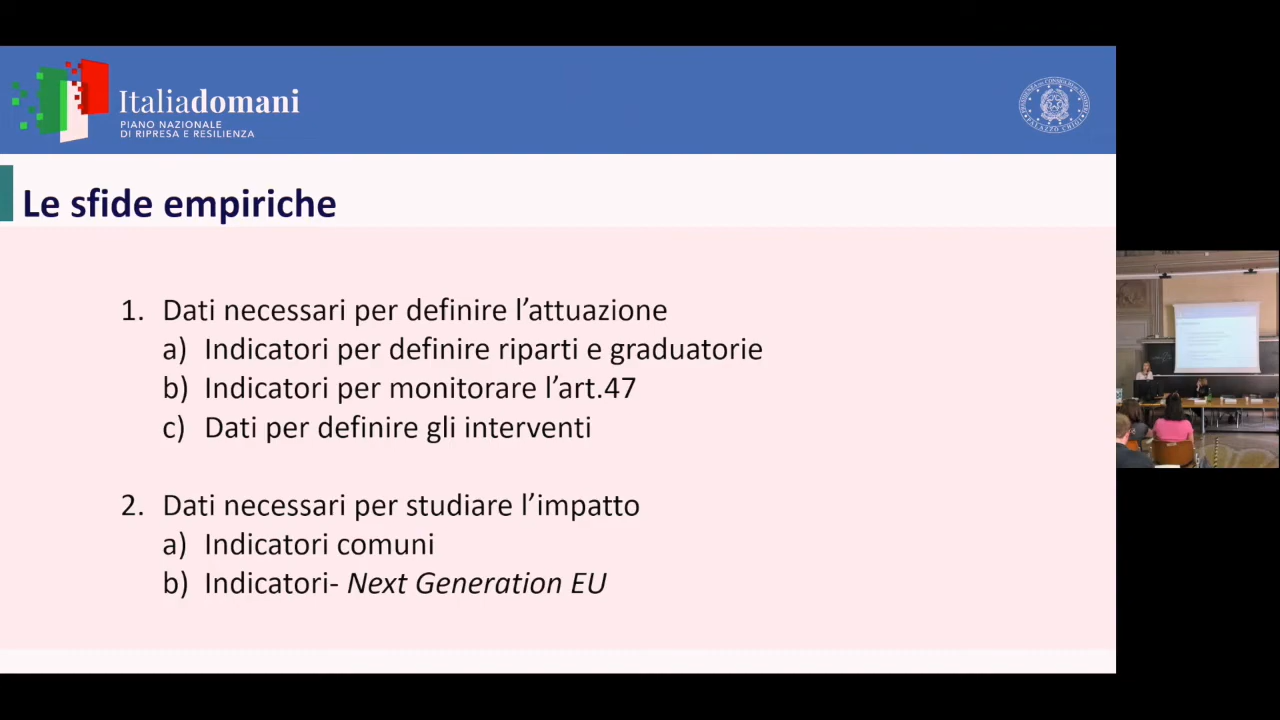 Italiadomani
PIANO NAZIONALE
DI RIPRESA E RESILIENZA
Le sfide empiriche
1. Dati necessari per definire l’attuazione
a) Indicatori per definire riparti e graduatorie
b) Indicatori per monitorare l’art.47
c) Dati per definire gli interventi
2. Dati necessari per studiare l’impatto
a) Indicatori comuni
b) Indicatori- Next Generation EU